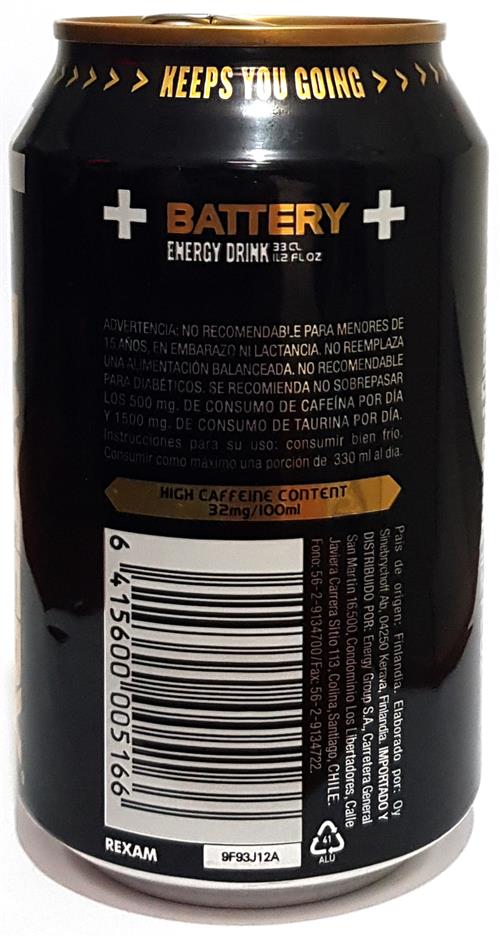 > > > > > KEEPS YOU GOING > > > > >
+ BATTERY +
ENERGY DRINK 33 CL
11.2 FL OZ
ADVERTENCIA: NO RECOMENDABLE PARA MENORES DE
15 AÑOS, EN EMBARAZO NI LACTANCIA. NO REEMPLAZA
UNA ALIMENTACIÓN BALANCEADA. NO RECOMENDABLE
PARA DIABÉTICOS. SE RECOMIENDA NO SOBREPASAR
LOS 500 mg. DE CONSUMO DE CAFEÍNA POR DÍA
Y 1500 mg. DE CONSUMO DE TAURINA POR DÍA.
Instrucciones para su uso: consumir bien frío.
Consumir como máximo una porción de 330 ml al día.
HIGH CAFFEINE CONTENT
32mg/100ml
6 415600 005166
País de origen: Finlandia. Elaborado por: Oy
Sinebrychoff Ab, 04250 Kerava, Finlandia. IMPORTADO Y
DISTRIBUIDO POR: Energy Group S.A., Carretera General
San Martín 16.500, Condominio Los Libertadores, Calle
Javiera Carrera Sitio 113, Colina, Santiago, CHILE.
Fono: 56-2-9134700/Fax: 56-2-9134722.
41
ALU
REXAM
9F93J12A